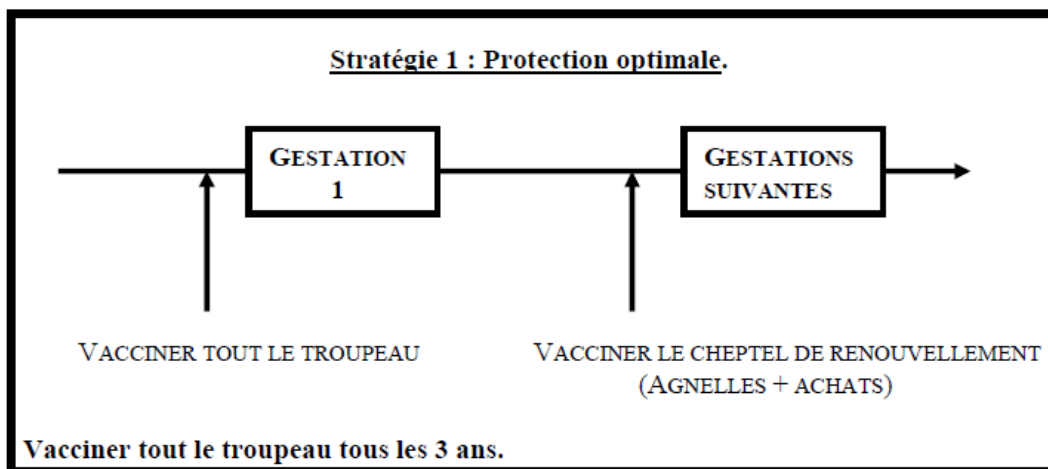 Stratégie 1 : Protection optimale.
GESTATION
1
GESTATIONS
SUIVANTES
VACCINER TOUT LE TROUPEAU
VACCINER LE CHEPTEL DE RENOUVELLEMENT
(AGNELLES + ACHATS)
Vacciner tout le troupeau tous les 3 ans.